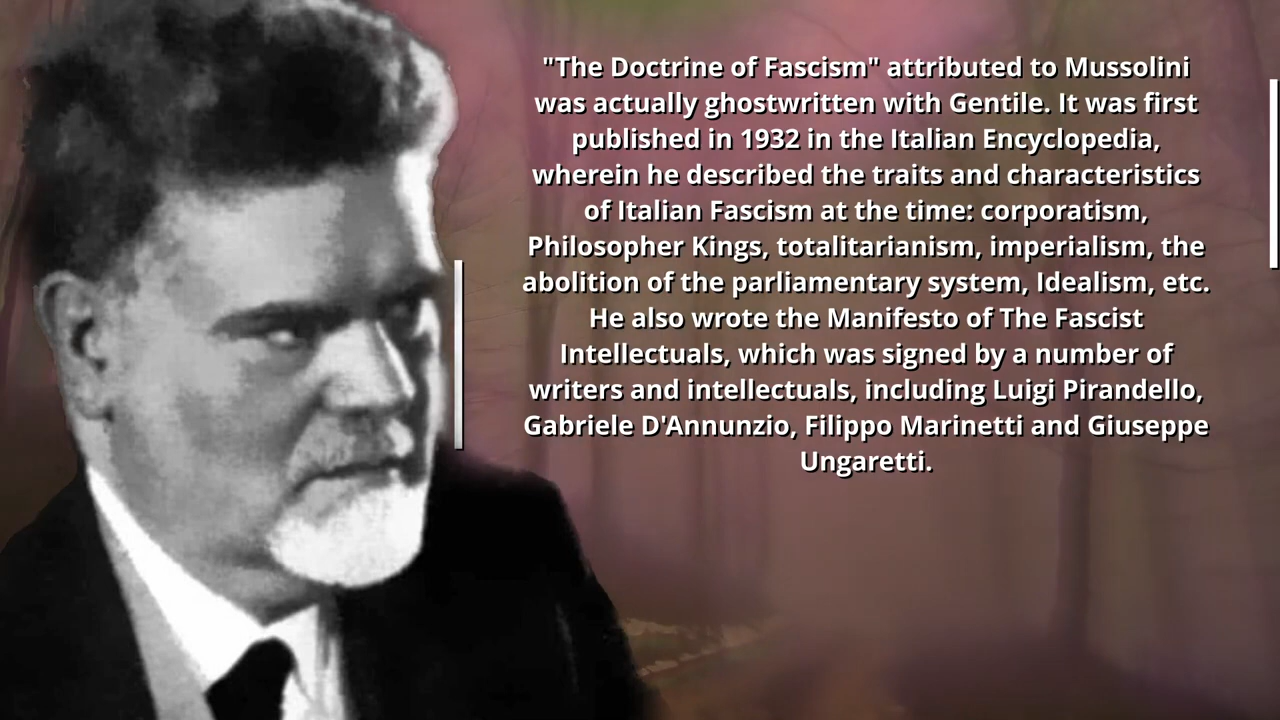 "The Doctrine of Fascism" attributed to Mussolini
was actually ghostwritten with Gentile. It was first
published in 1932 in the Italian Encyclopedia,
wherein he described the traits and characteristics
of Italian Fascism at the time: corporatism,
Philosopher Kings, totalitarianism, imperialism, the
abolition of the parliamentary system, Idealism, etc.
He also wrote the Manifesto of The Fascist
Intellectuals, which was signed by a number of
writers and intellectuals, including Luigi Pirandello,
Gabriele D'Annunzio, Filippo Marinetti and Giuseppe
Ungaretti.